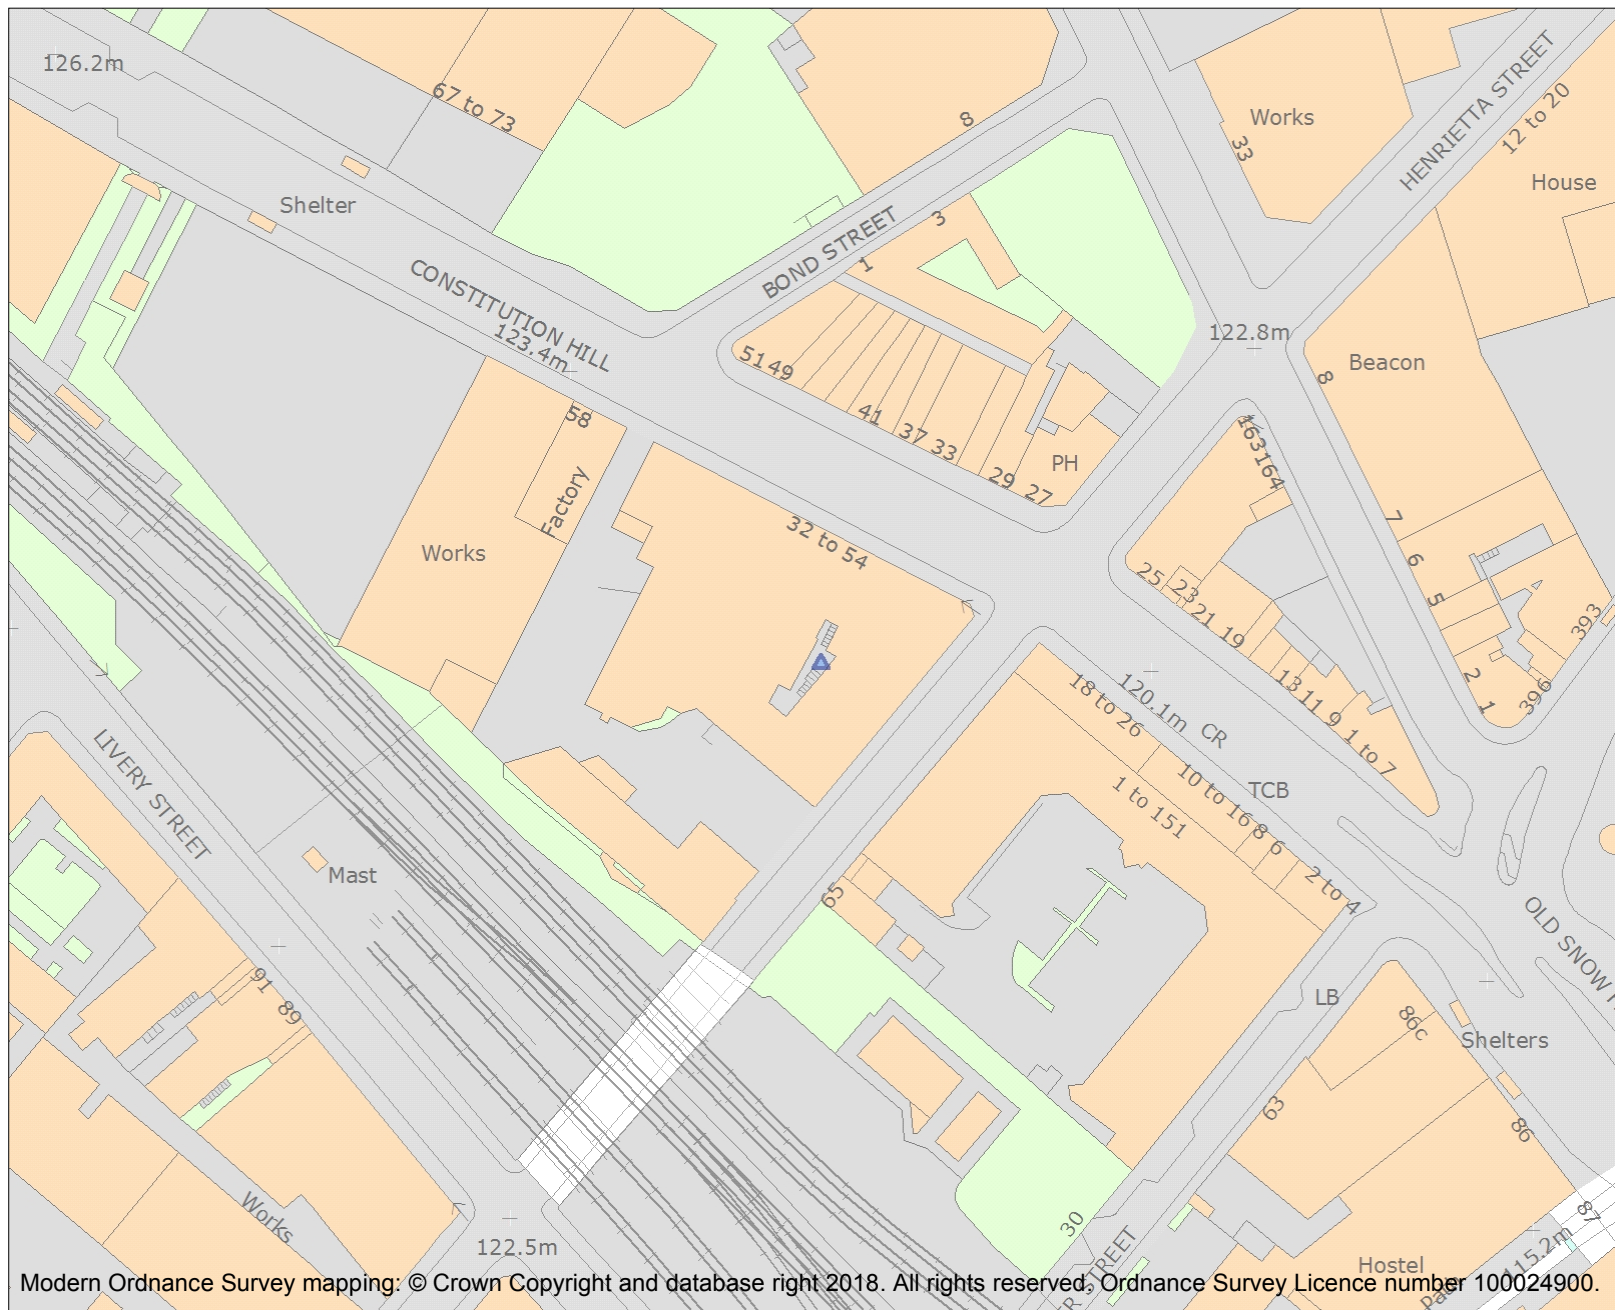 126.2m
67 to 73
8
Works
33
HENRIETTA STREET
12 to 20
House
Shelter
BOND STREET
3
1
CONSTITUTION HILL
123.4m
122.8m
Beacon
8
51 49
41
37 33
29 27
PH
58
Factory
Works
32 to 54
163
164
7
6
5
25
23
21 19
13 11 9
1 to 7
2
1
393
396
18 to 26
120.1m
CR
TCB
10 to 16
8 6
2 to 4
1 to 151
LIVERY STREET
Mast
65
91
89
OLD SNOW
LB
86c
Shelters
63
86
87
30
Works
122.5m
R STREET
Hostel
115.2m
Modern Ordnance Survey mapping: © Crown Copyright and database right 2018. All rights reserved. Ordnance Survey Licence number 100024900.